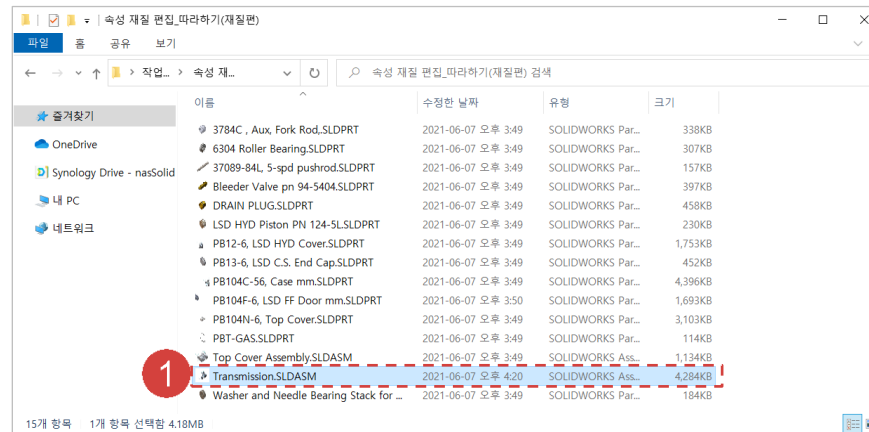 속성 재질 편집_따라하기(재질편)
파일 홈 공유 보기
작업... 속성 재... 속성 재질 편집_따라하기(재질편) 검색
이름 수정한 날짜 유형 크기
즐겨찾기
OneDrive
Synology Drive - nasSolid
내 PC
네트워크
3784C , Aux, Fork Rod,.SLDPRT 2021-06-07 오후 3:49 SOLIDWORKS Par... 338KB
6304 Roller Bearing.SLDPRT 2021-06-07 오후 3:49 SOLIDWORKS Par... 307KB
37089-84L, 5-spd pushrod.SLDPRT 2021-06-07 오후 3:49 SOLIDWORKS Par... 157KB
Bleeder Valve pn 94-5404.SLDPRT 2021-06-07 오후 3:49 SOLIDWORKS Par... 397KB
DRAIN PLUG.SLDPRT 2021-06-07 오후 3:49 SOLIDWORKS Par... 458KB
LSD HYD Piston PN 124-5L.SLDPRT 2021-06-07 오후 3:49 SOLIDWORKS Par... 230KB
PB12-6, LSD HYD Cover.SLDPRT 2021-06-07 오후 3:49 SOLIDWORKS Par... 1,753KB
PB13-6, LSD C.S. End Cap.SLDPRT 2021-06-07 오후 3:49 SOLIDWORKS Par... 452KB
PB104C-56, Case mm.SLDPRT 2021-06-07 오후 3:49 SOLIDWORKS Par... 4,396KB
PB104F-6, LSD FF Door mm.SLDPRT 2021-06-07 오후 3:50 SOLIDWORKS Par... 1,693KB
PB104N-6, Top Cover.SLDPRT 2021-06-07 오후 3:49 SOLIDWORKS Par... 3,103KB
PBT-GAS.SLDPRT 2021-06-07 오후 3:49 SOLIDWORKS Par... 114KB
Top Cover Assembly.SLDASM 2021-06-07 오후 3:49 SOLIDWORKS Ass... 1,134KB
1 Transmission.SLDASM 2021-06-07 오후 4:20 SOLIDWORKS Ass... 4,284KB
Washer and Needle Bearing Stack for ... 2021-06-07 오후 3:49 SOLIDWORKS Par... 184KB
15개 항목 1개 항목 선택함 4.18MB